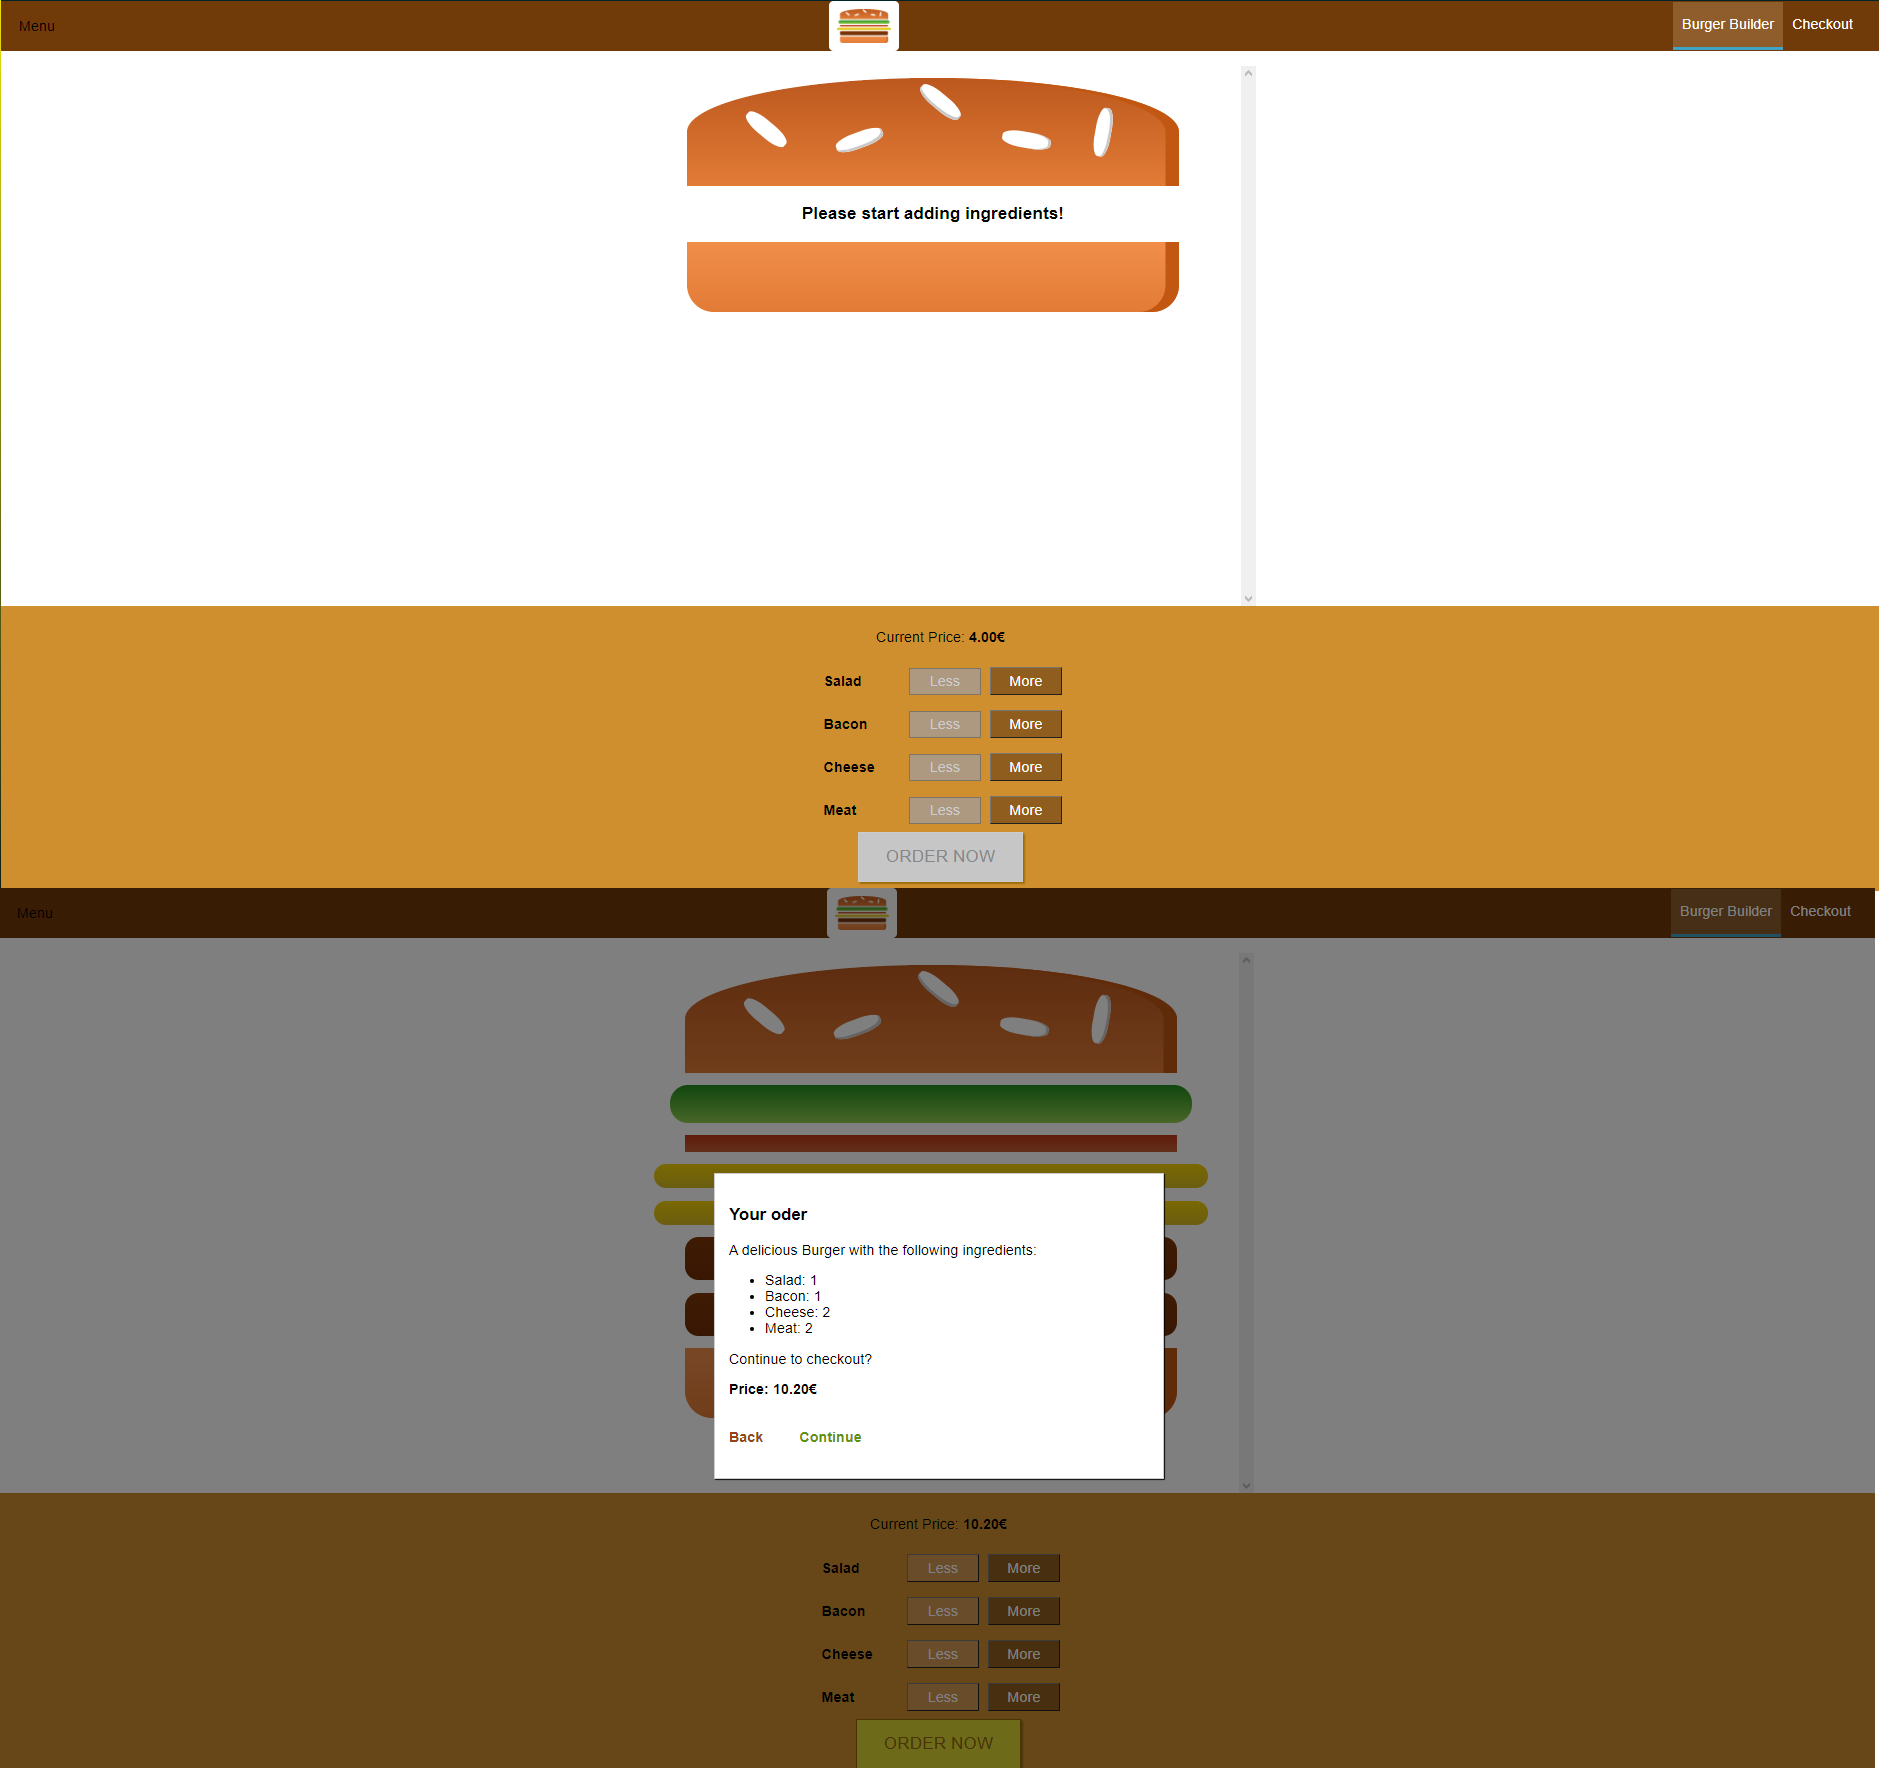 Menu
Burger Builder Checkout
Please start adding ingredients!
Current Price: 4.00€
Salad Less More
Bacon Less More
Cheese Less More
Meat Less More
ORDER NOW
Menu
Burger Builder Checkout
Your oder
A delicious Burger with the following ingredients:
• Salad: 1
• Bacon: 1
• Cheese: 2
• Meat: 2
Continue to checkout?
Price: 10.20€
Back Continue
Current Price: 10.20€
Salad Less More
Bacon Less More
Cheese Less More
Meat Less More
ORDER NOW